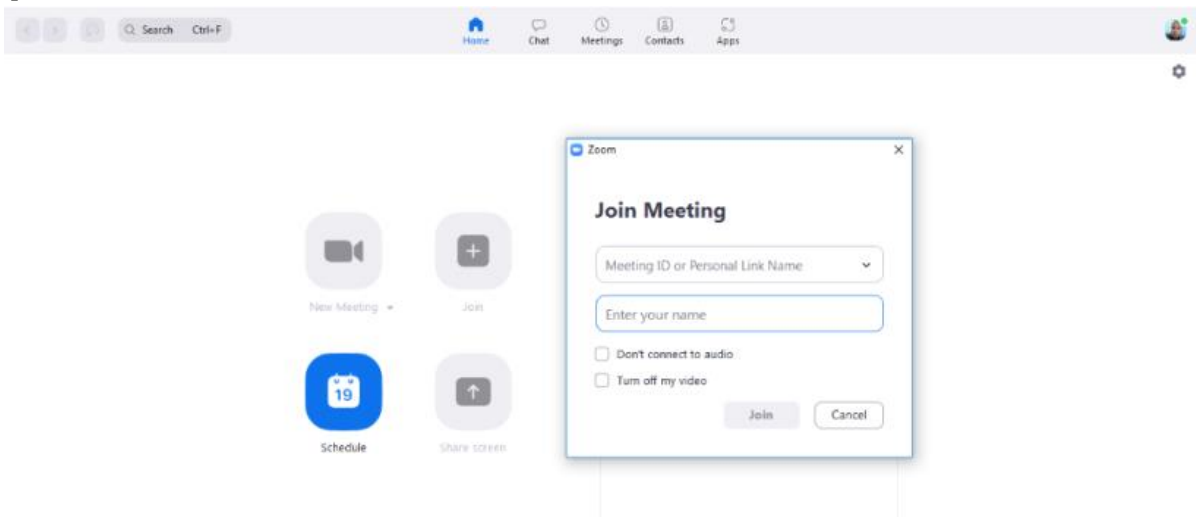 Search Ctrl+F
Home Chat Meetings Contacts Apps
Zoom
Join Meeting
Meeting ID or Personal Link Name
Enter your name
Don't connect to audio
Turn off my video
Join Cancel
New Meeting Join
19
Schedule Share screen